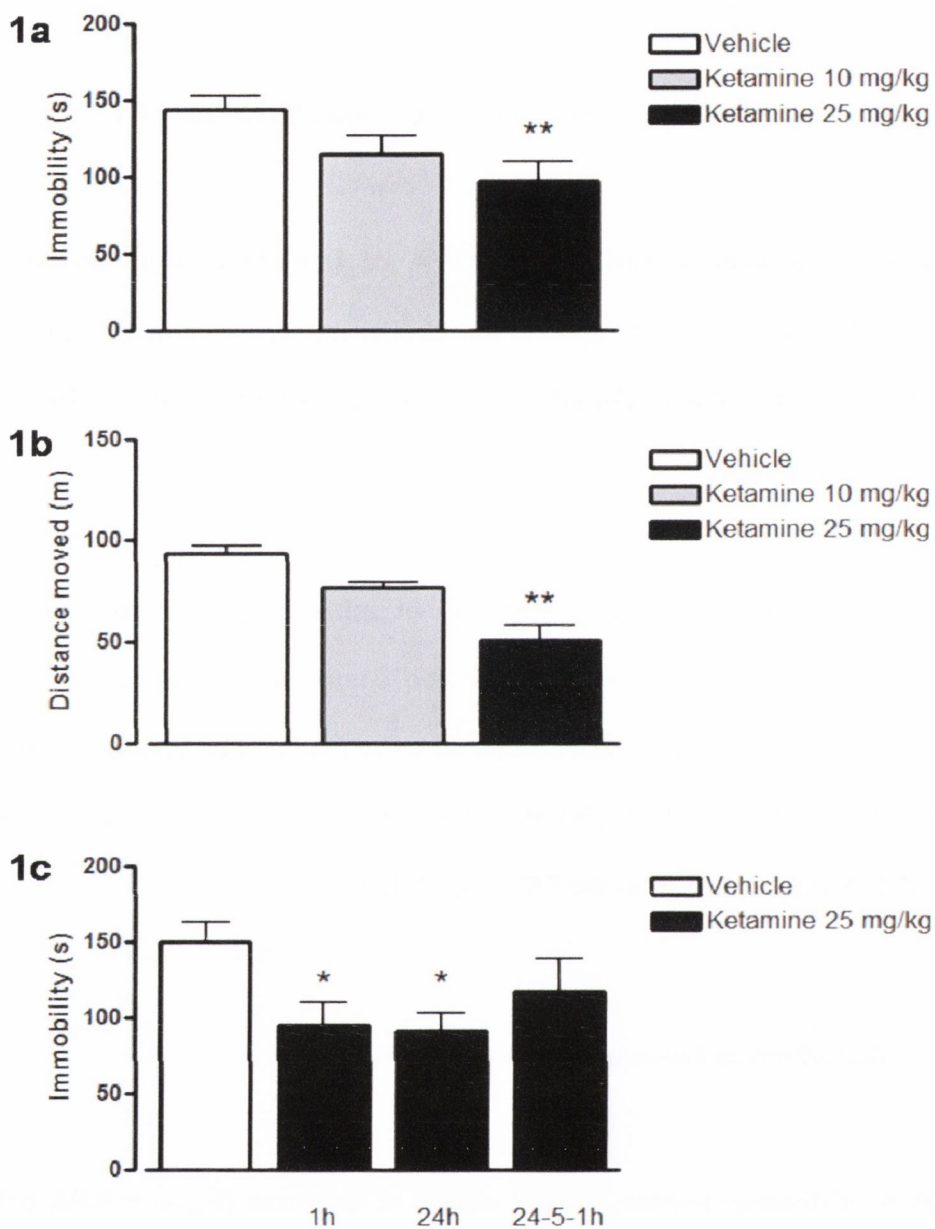 1a
200
150
100
50
0
Immobility (s)
**
Vehicle
Ketamine 10 mg/kg
Ketamine 25 mg/kg
1b
150
100
50
0
Distance moved (m)
**
Vehicle
Ketamine 10 mg/kg
Ketamine 25 mg/kg
1c
200
150
100
50
0
Immobility (s)
* *
Vehicle
Ketamine 25 mg/kg
1h 24h 24-5-1h